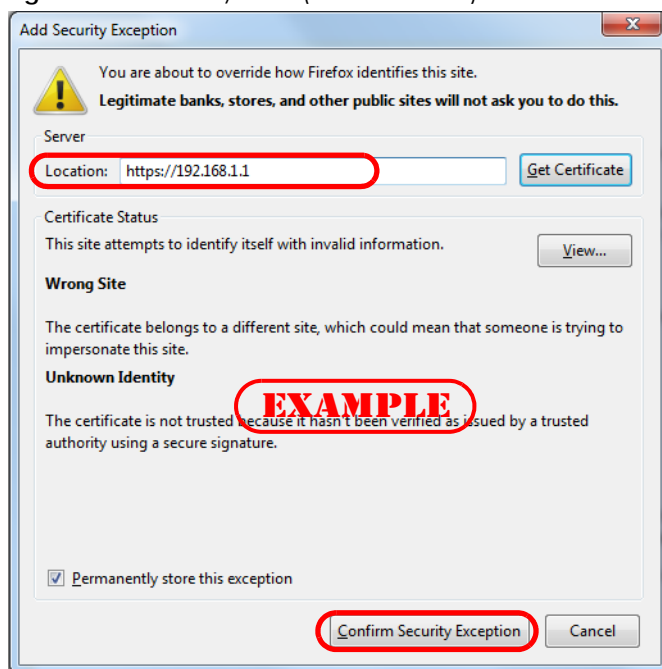 Add Security Exception
You are about to override how Firefox identifies this site.
Legitimate banks, stores, and other public sites will not ask you to do this.
Server
Location: https://192.168.1.1 Get Certificate
Certificate Status
This site attempts to identify itself with invalid information. View...
Wrong Site
The certificate belongs to a different site, which could mean that someone is trying to
impersonate this site.
Unknown Identity
EXAMPLE
The certificate is not trusted because it hasn't been verified as issued by a trusted
authority using a secure signature.
Permanently store this exception
Confirm Security Exception Cancel